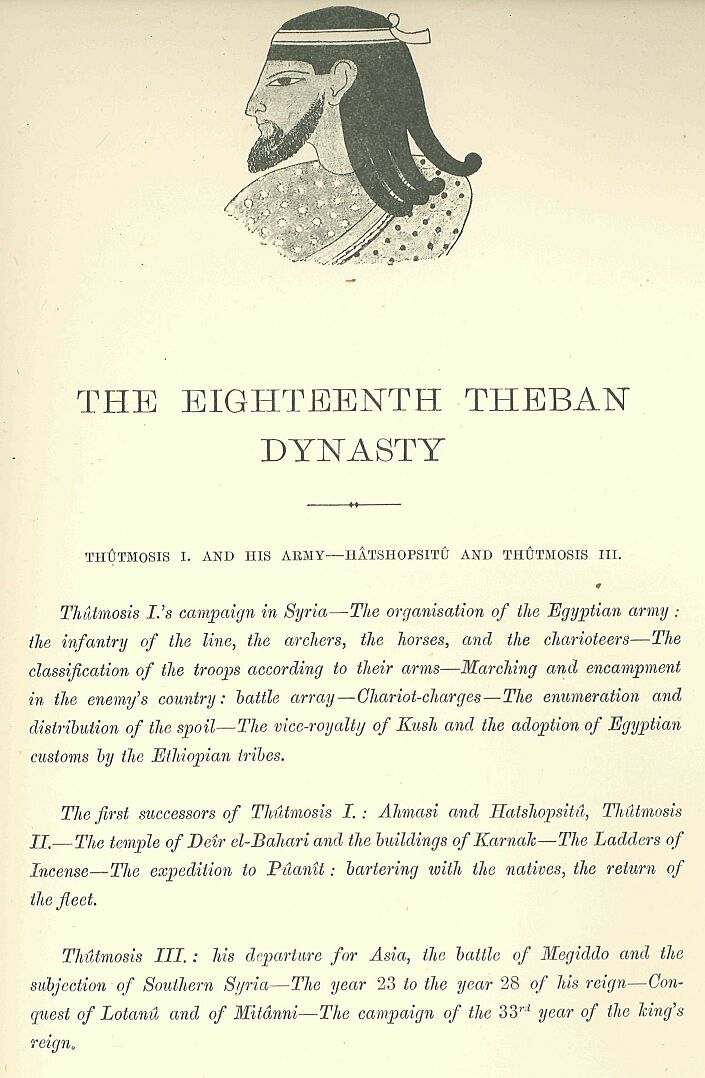 THE EIGHTEENTH THEBAN
DYNASTY
THÛTMOSIS I. AND HIS ARMY—HÂTSHOPSITÛ AND THÛTMOSIS III.
Thûtmosis I.'s campaign in Syria—The organisation of the Egyptian army :
the infantry of the line, the archers, the horses, and the charioteers—The
classification of the troops according to their arms—Marching and encampment
in the enemy's country : battle array—Chariot-charges—The enumeration and
distribution of the spoil—The vice-royalty of Kush and the adoption of Egyptian
customs by the Ethiopian tribes.
The first successors of Thûtmosis I. : Ahmasi and Hatshopsitû, Thûtmosis
II.—The temple of Deîr el-Bahari and the buildings of Karnak—The Ladders of
Incense—The expedition to Pûanît : bartering with the natives, the return of
the fleet.
Thûtmosis III. : his departure for Asia, the battle of Megiddo and the
subjection of Southern Syria—The year 23 to the year 28 of his reign—Con-
quest of Lotanû and of Mitânni—The campaign of the 33rd year of the king's
reign.